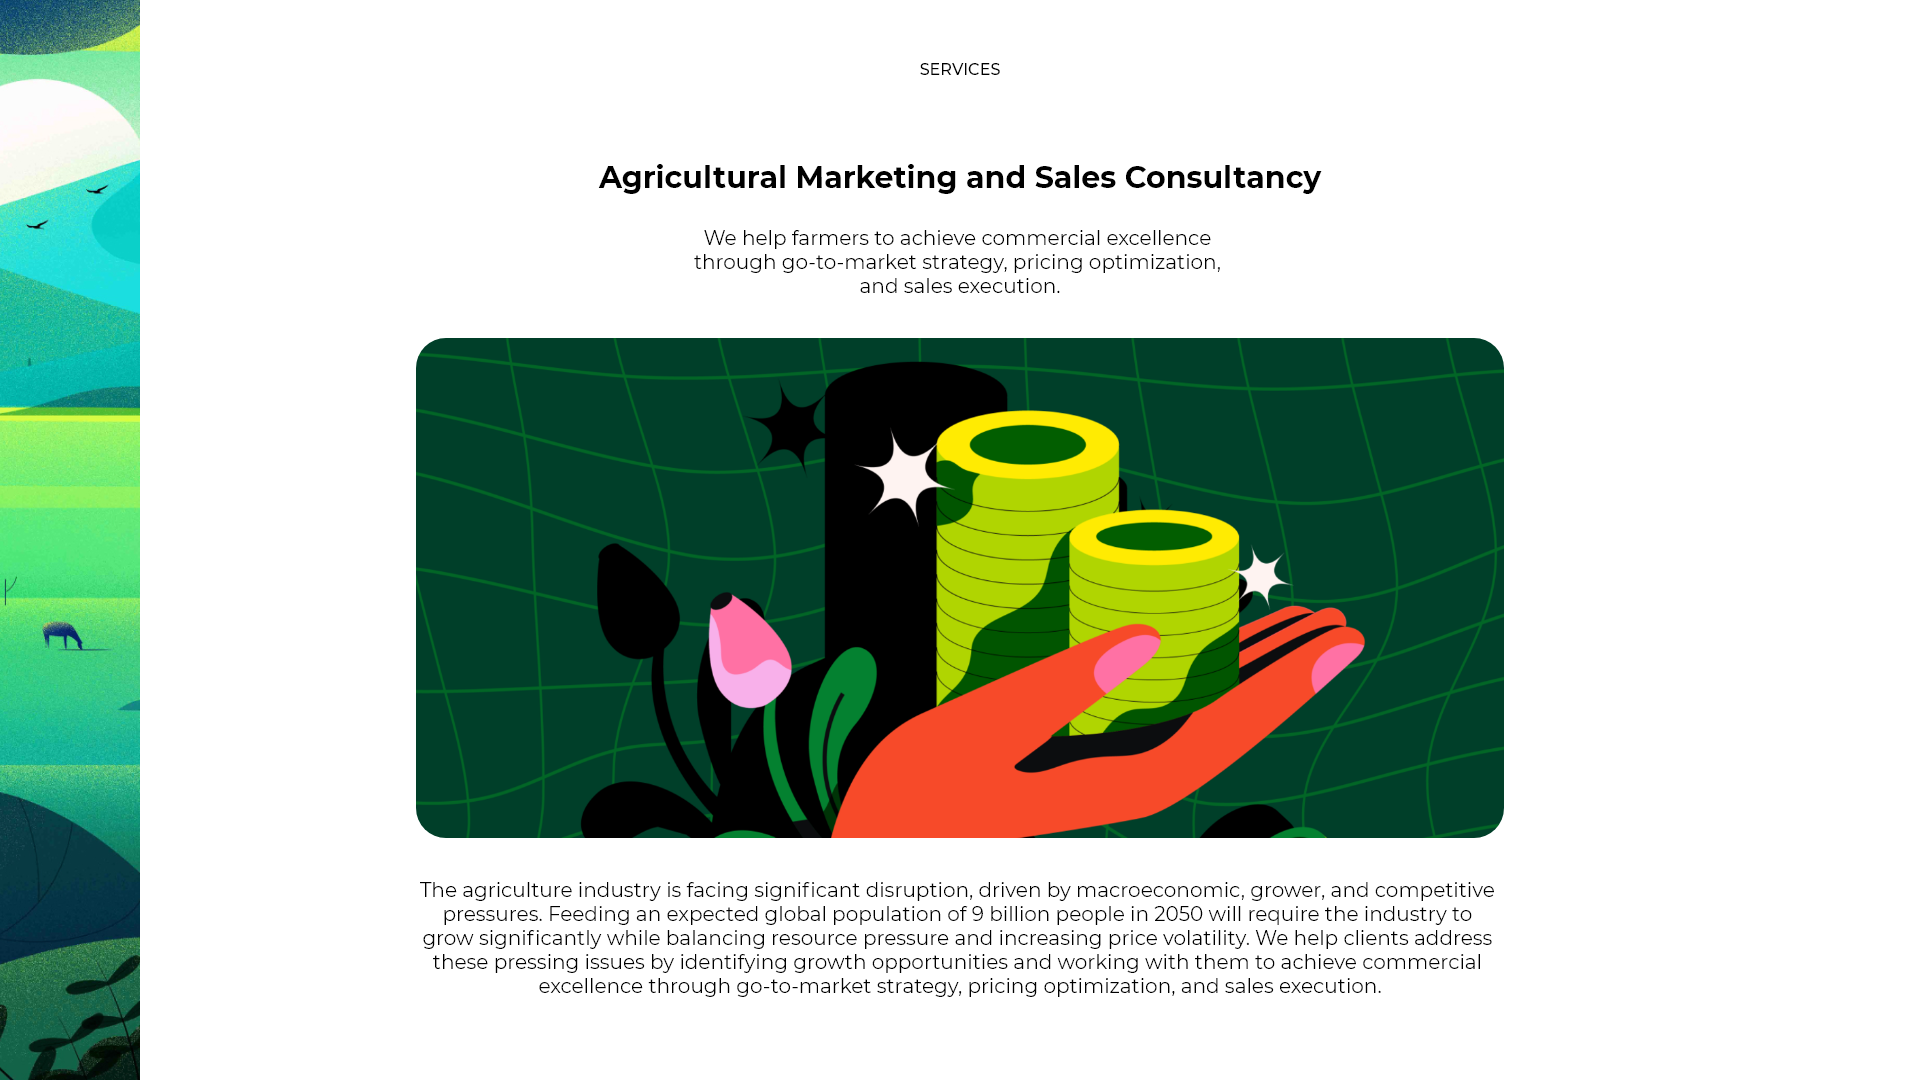 SERVICES
Agricultural Marketing and Sales Consultancy
We help farmers to achieve commercial excellence
through go-to-market strategy, pricing optimization,
and sales execution.
The agriculture industry is facing significant disruption, driven by macroeconomic, grower, and competitive
pressures. Feeding an expected global population of 9 billion people in 2050 will require the industry to
grow significantly while balancing resource pressure and increasing price volatility. We help clients address
these pressing issues by identifying growth opportunities and working with them to achieve commercial
excellence through go-to-market strategy, pricing optimization, and sales execution.